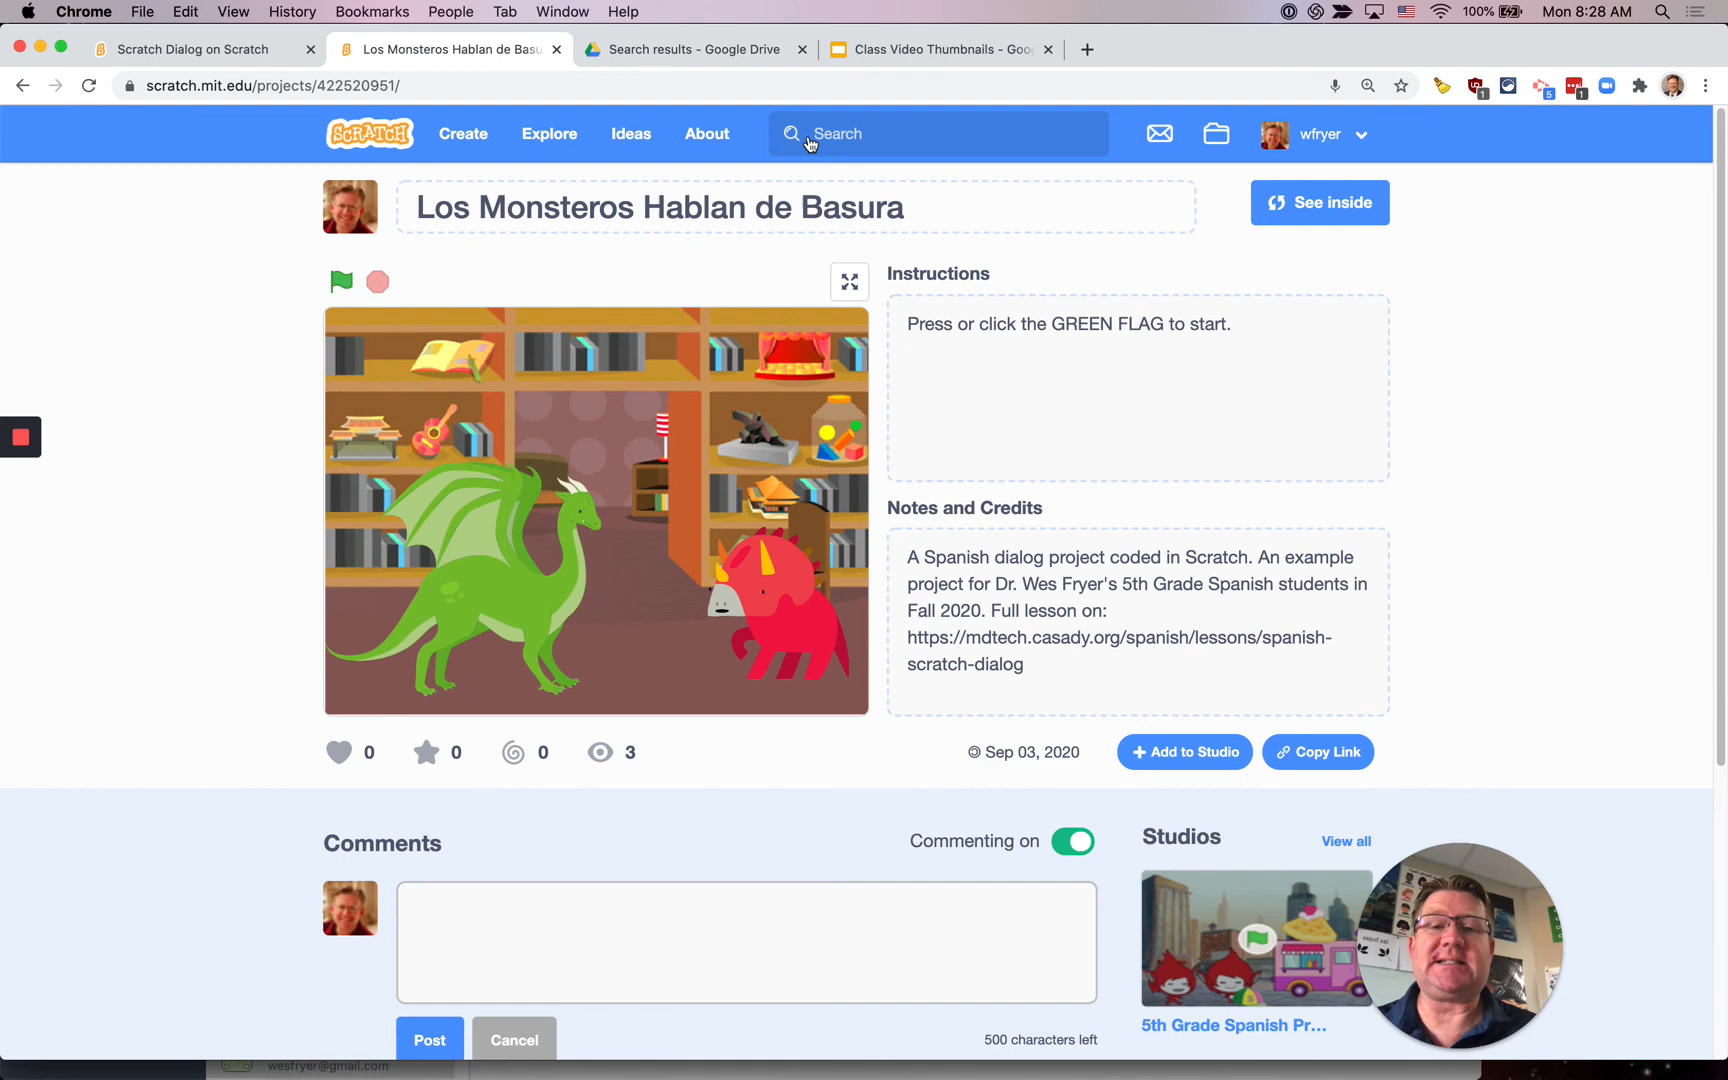 Chrome File Edit View History Bookmarks People Tab Window Help 100% Mon 8:28 AM
Scratch Dialog on Scratch Los Monsteros Hablan de Basu Search results - Google Drive Class Video Thumbnails - Goo
scratch.mit.edu/projects/422520951/ 1 5 1
SCRATCH Create Explore Ideas About Search wfryer
Los Monsteros Hablan de Basura See inside
Instructions
Press or click the GREEN FLAG to start.
Notes and Credits
A Spanish dialog project coded in Scratch. An example
project for Dr. Wes Fryer's 5th Grade Spanish students in
Fall 2020. Full lesson on:
https://mdtech.casady.org/spanish/lessons/spanish-
scratch-dialog
0 0 0 3 Sep 03, 2020 Add to Studio Copy Link
Comments Commenting on Studios View all
5th Grade Spanish Pr...
Post Cancel 500 characters left
wesfryer@gmail.com